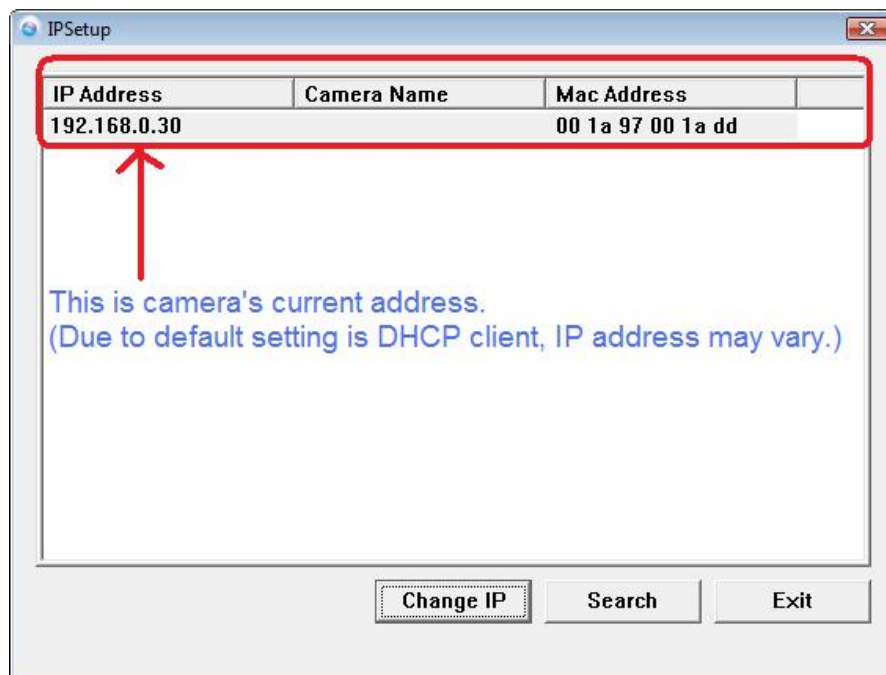 IPSetup
IP Address Camera Name Mac Address
192.168.0.30 00 1a 97 00 1a dd
This is camera's current address.
(Due to default setting is DHCP client, IP address may vary.)
Change IP Search Exit